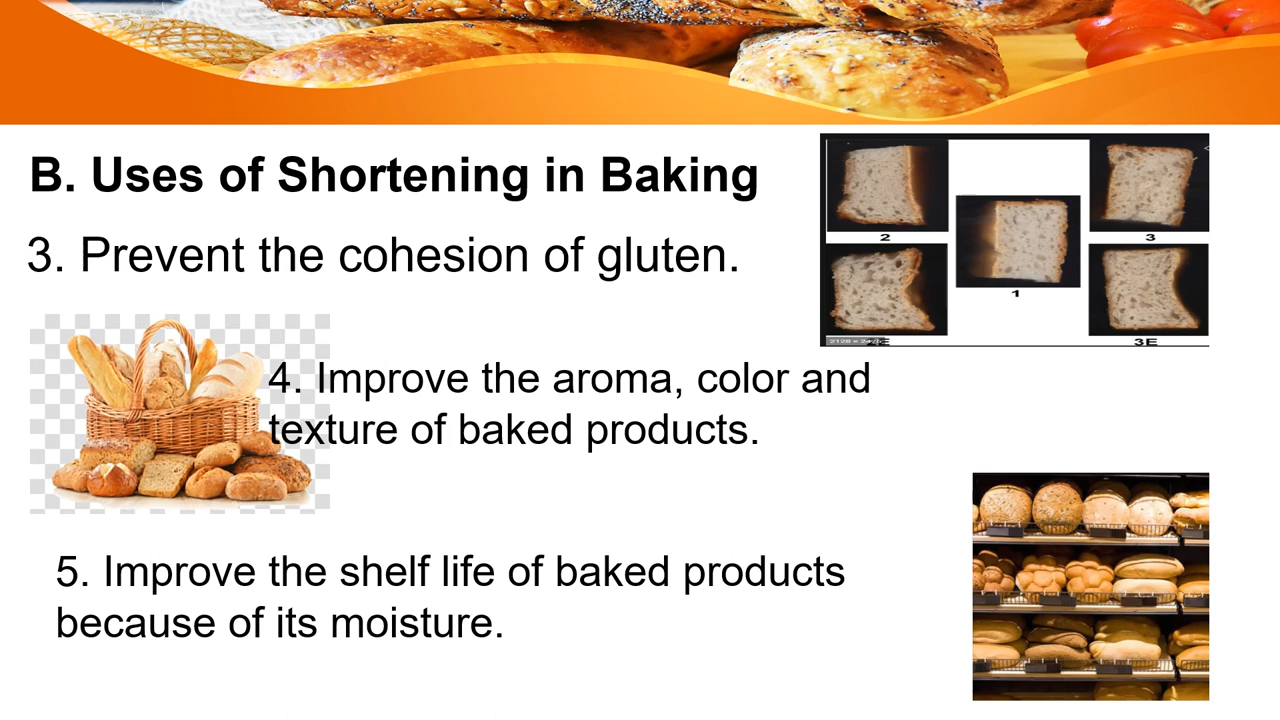 B. Uses of Shortening in Baking
3. Prevent the cohesion of gluten.
2
3
1
3E
4. Improve the aroma, color and
texture of baked products.
5. Improve the shelf life of baked products
because of its moisture.